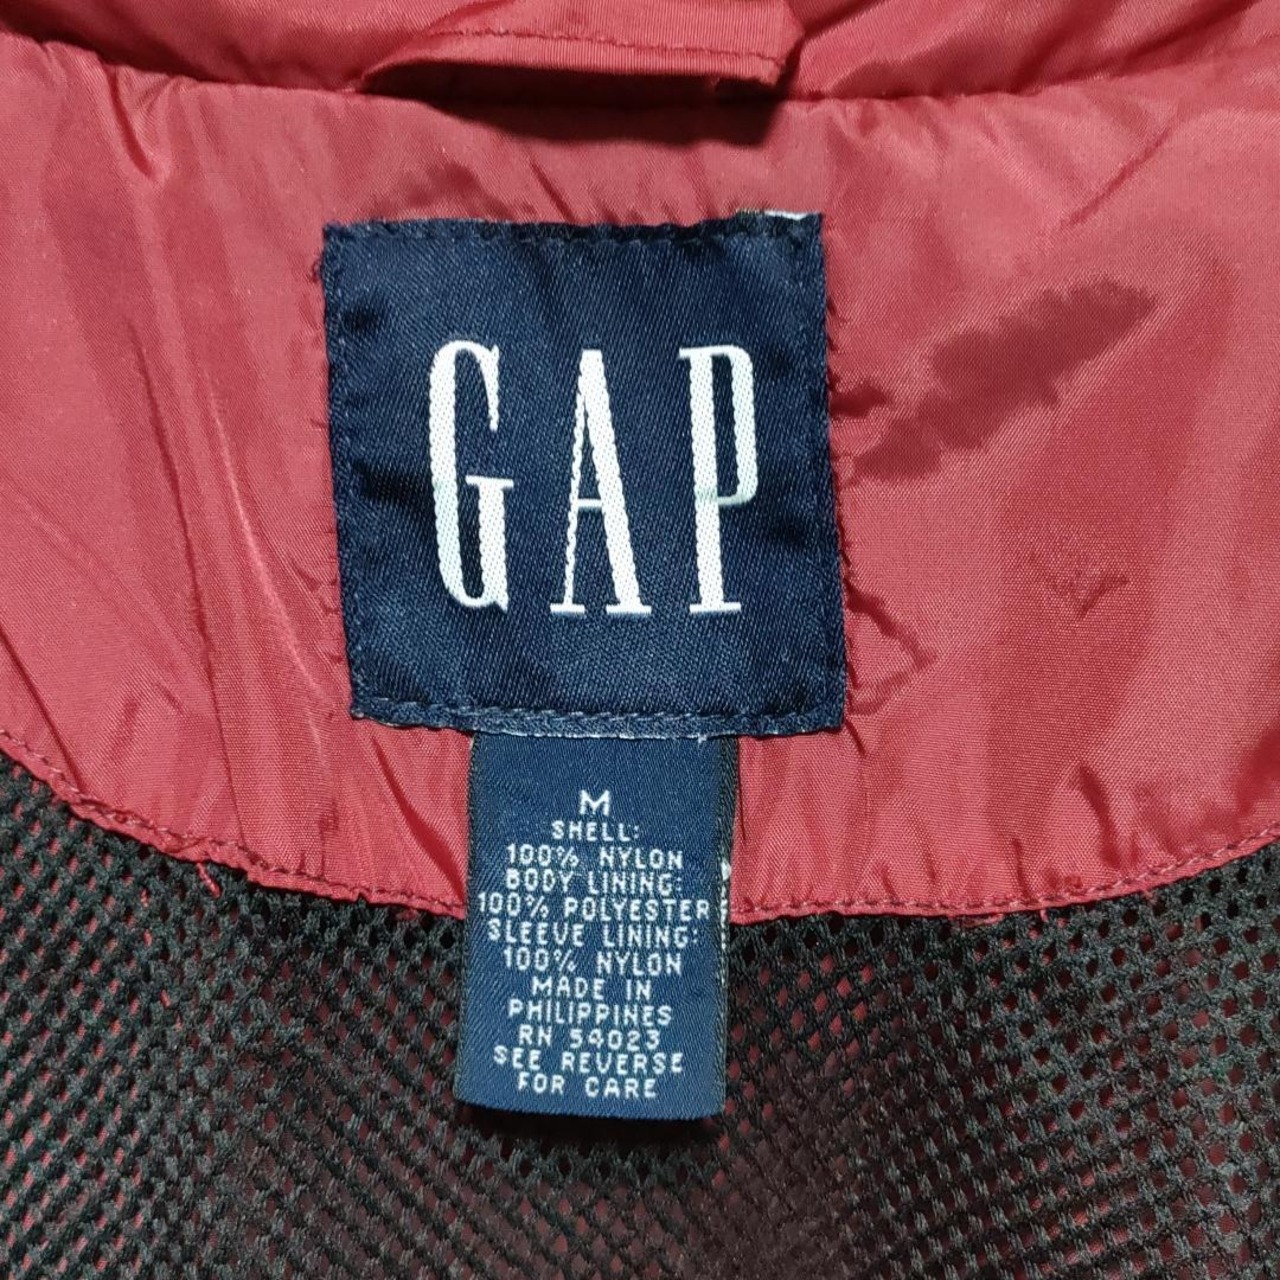 GAP
M
SHELL:
100% NYLON
BODY LINING:
100% POLYESTER
SLEEVE LINING:
100% NYLON
MADE IN
PHILIPPINES
RN 54023
SEE REVERSE
FOR CARE